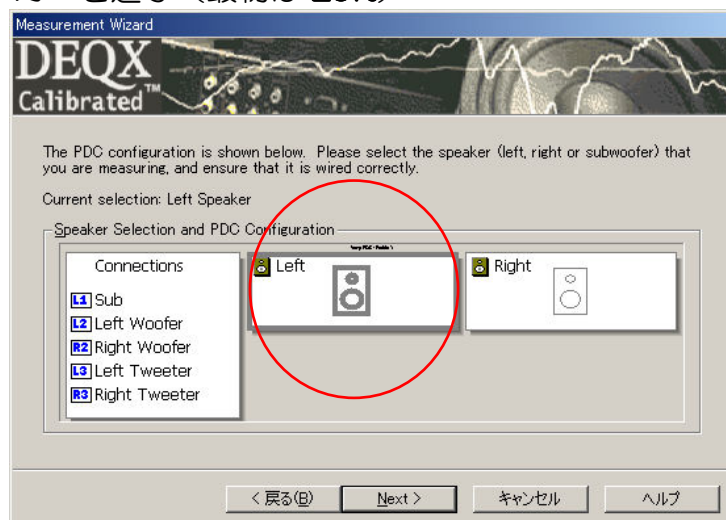 Measurement Wizard
DEQX
Calibrated™
The PDC configuration is shown below. Please select the speaker (left, right or subwoofer) that
you are measuring, and ensure that it is wired correctly.
Current selection: Left Speaker
Speaker Selection and PDC Configuration
Connections
L1 Sub
L2 Left Woofer
R2 Right Woofer
L3 Left Tweeter
R3 Right Tweeter
Left
Right
< 戻る(B)
Next >
キャンセル
ヘルプ